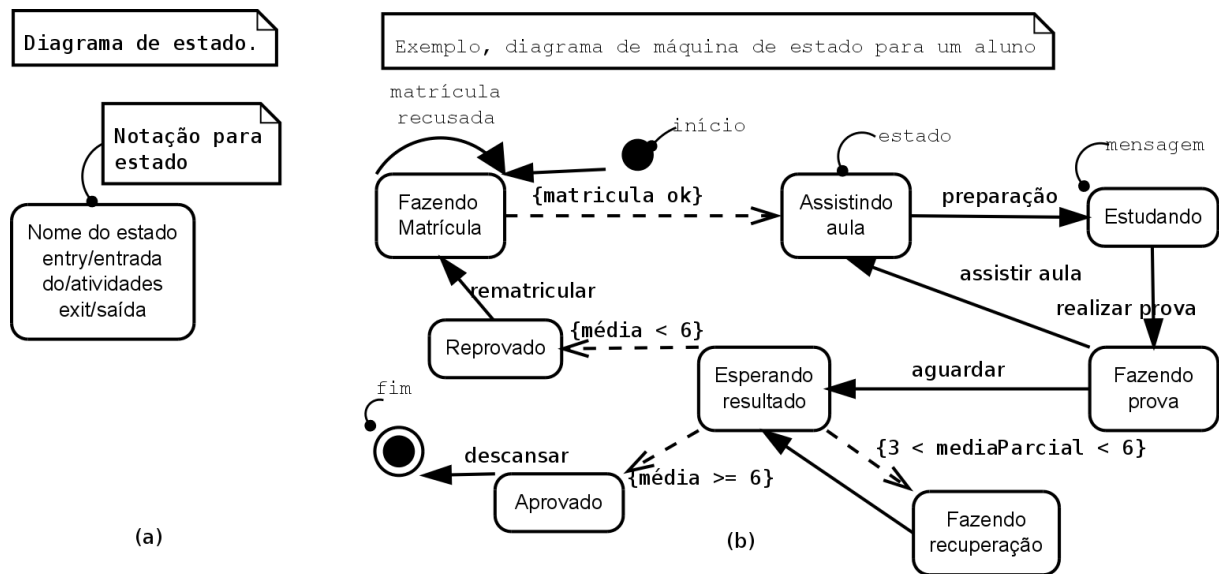 Diagrama de estado.
Notação para
estado
Nome do estado
entry/entrada
do/atividades
exit/saída
(a)
Exemplo, diagrama de máquina de estado para um aluno
matrícula
recusada
início
estado
mensagem
Fazendo
Matrícula
{matricula ok}
Assistindo
aula
preparação
Estudando
assistir aula
realizar prova
rematricular
Reprovado
{média < 6}
Esperando
resultado
aguardar
Fazendo
prova
fim
descansar
Aprovado
{média >= 6}
{3 < mediaParcial < 6}
Fazendo
recuperação
(b)